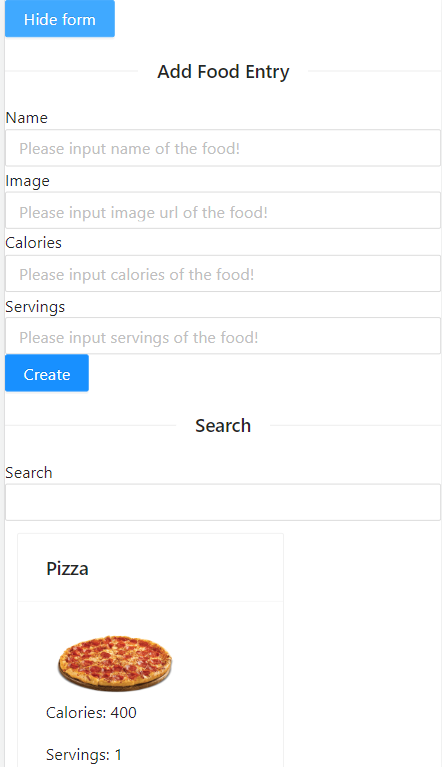 Hide form
Add Food Entry
Name
Please input name of the food!
Image
Please input image url of the food!
Calories
Please input calories of the food!
Servings
Please input servings of the food!
Create
Search
Search
Pizza
Calories: 400
Servings: 1